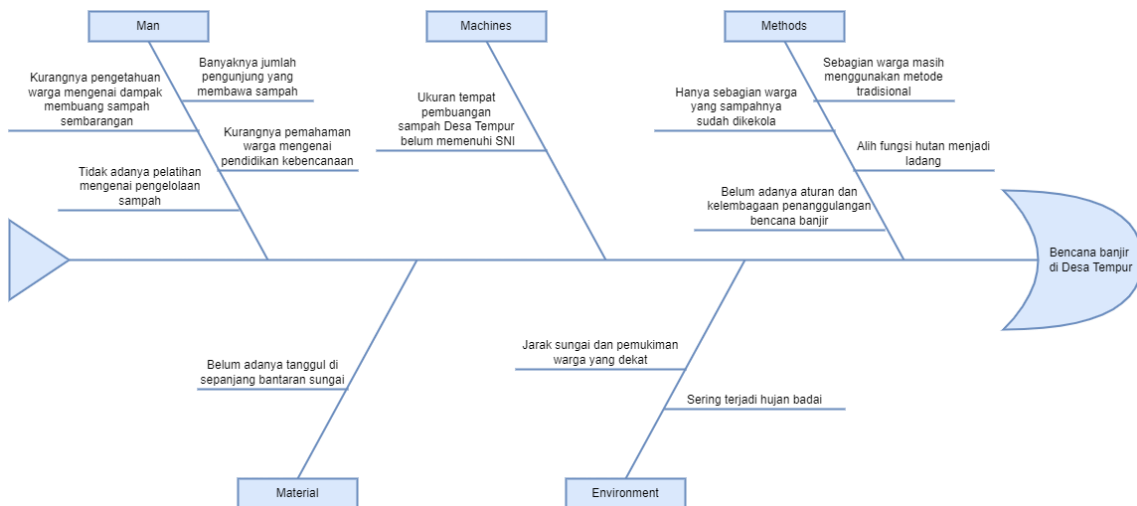 Man
Machines
Methods
Banyaknya jumlah
pengunjung yang
membawa sampah
Kurangnya pengetahuan
warga mengenai dampak
membuang sampah
sembarangan
Kurangnya pemahaman
warga mengenai
pendidikan kebencanaan
Tidak adanya pelatihan
mengenai pengelolaan
sampah
Ukuran tempat
pembuangan
sampah Desa Tempur
belum memenuhi SNI
Sebagian warga masih
menggunakan metode
tradisional
Hanya sebagian warga
yang sampahnya
sudah dikekola
Alih fungsi hutan menjadi
ladang
Belum adanya aturan dan
kelembagaan penanggulangan
bencana banjir
Bencana banjir
di Desa Tempur
Belum adanya tanggul di
sepanjang bantaran sungai
Jarak sungai dan pemukiman
warga yang dekat
Sering terjadi hujan badai
Material
Environment